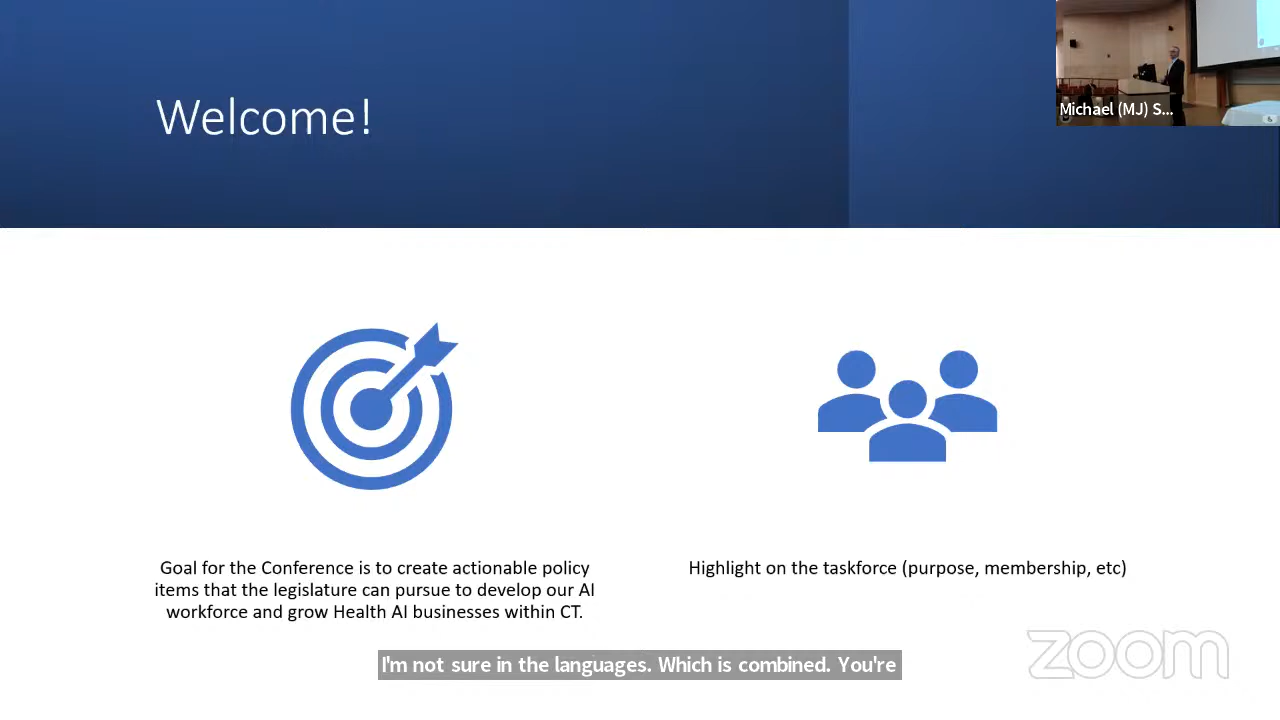 Welcome!
Michael (MJ) S...
Goal for the Conference is to create actionable policy
items that the legislature can pursue to develop our AI
workforce and grow Health AI businesses within CT.
Highlight on the taskforce (purpose, membership, etc)
I'm not sure in the languages. Which is combined. You're
zoom